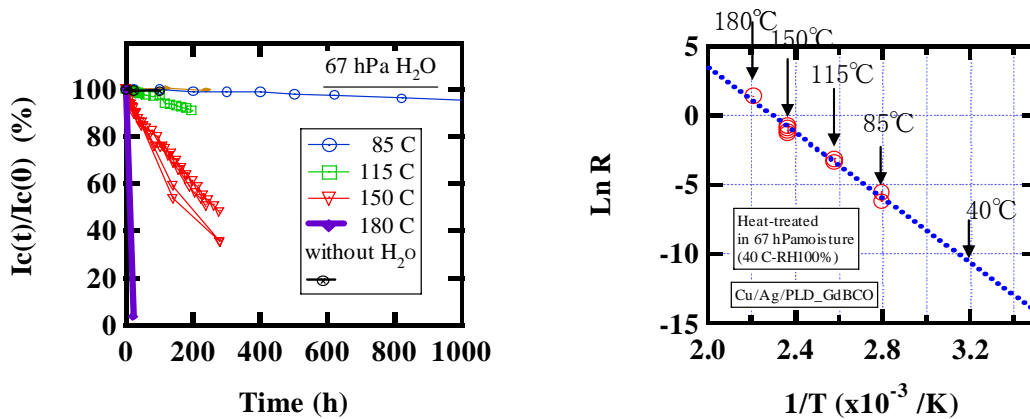 Ic(t)/Ic(0) (%)
120
100
80
60
40
20
0
67 hPa H₂O
85 C
115 C
150 C
180 C
without H₂O
0 200 400 600 800 1000
Time (h)
Ln R
5
0
-5
-10
-15
180℃
150℃
115℃
85℃
40℃
Heat-treated
in 67 hPamoisture
(40 C-RH100%)
Cu/Ag/PLD_GdBCO
2.0 2.4 2.8 3.2
1/T (x10⁻³ /K)